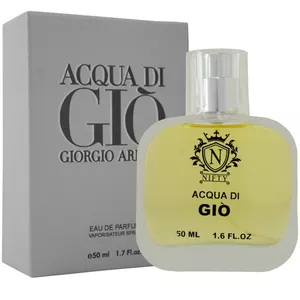 ACQUA DI
GIÒ
GIORGIO
EAU DE PARFUM
VAPORISATEUR
℮50 ml 1.7 Fl.oz
N
NIFTY
ACQUA DI
GIÒ
50 ML 1.6 FL.OZ